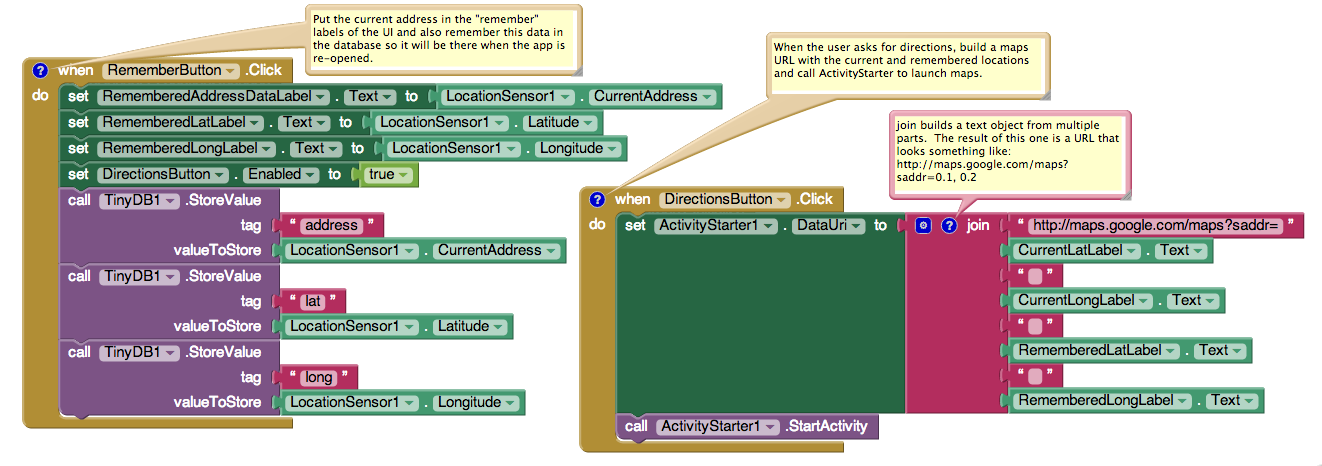 Put the current address in the "remember"
labels of the UI and also remember this data in
the database so it will be there when the app is
re-opened.
? when RememberButton .Click
do set RememberedAddressDataLabel . Text to LocationSensor1 . CurrentAddress
set RememberedLatLabel . Text to LocationSensor1 . Latitude
set RememberedLongLabel . Text to LocationSensor1 . Longitude
set DirectionsButton . Enabled to true
call TinyDB1 .StoreValue
tag “ address ”
valueToStore LocationSensor1 . CurrentAddress
call TinyDB1 .StoreValue
tag “ lat ”
valueToStore LocationSensor1 . Latitude
call TinyDB1 .StoreValue
tag “ long ”
valueToStore LocationSensor1 . Longitude
When the user asks for directions, build a maps
URL with the current and remembered locations
and call ActivityStarter to launch maps.
join builds a text object from multiple
parts. The result of this one is a URL that
looks something like:
http://maps.google.com/maps?
saddr=0.1, 0.2
? when DirectionsButton .Click
do set ActivityStarter1 . DataUri to ? join “ http://maps.google.com/maps?saddr= ”
CurrentLatLabel . Text
“ ”
CurrentLongLabel . Text
“ ”
RememberedLatLabel . Text
“ ”
RememberedLongLabel . Text
call ActivityStarter1 .StartActivity